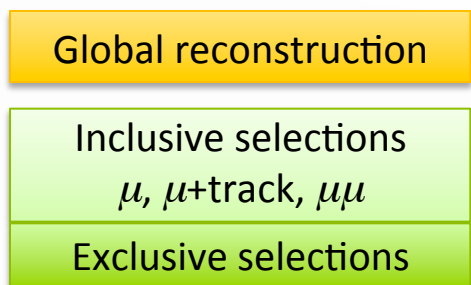 Global reconstruction
Inclusive selections
μ, μ+track, μμ
Exclusive selections